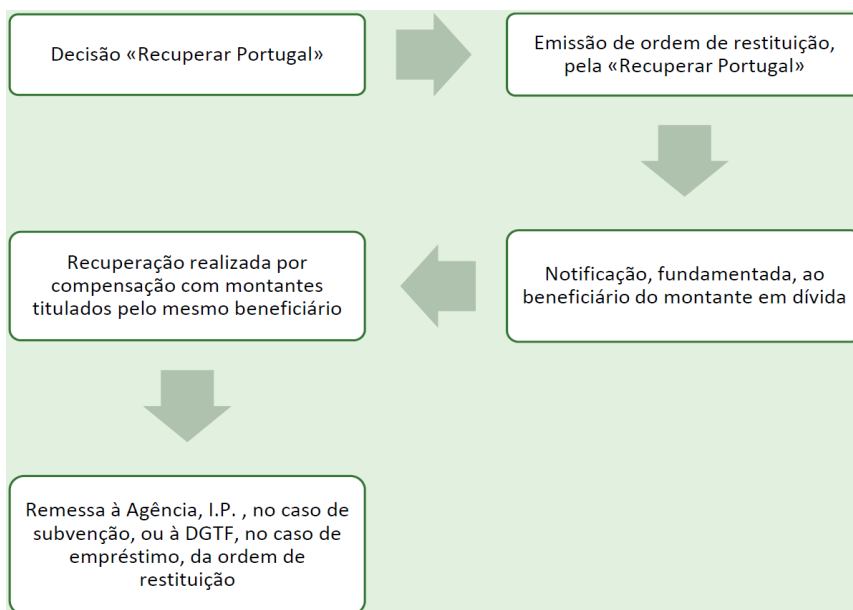 Decisão «Recuperar Portugal»
Emissão de ordem de restituição,
pela «Recuperar Portugal»
Notificação, fundamentada, ao
beneficiário do montante em dívida
Recuperação realizada por
compensação com montantes
titulados pelo mesmo beneficiário
Remessa à Agência, I.P. , no caso de
subvenção, ou à DGTF, no caso de
empréstimo, da ordem de
restituição